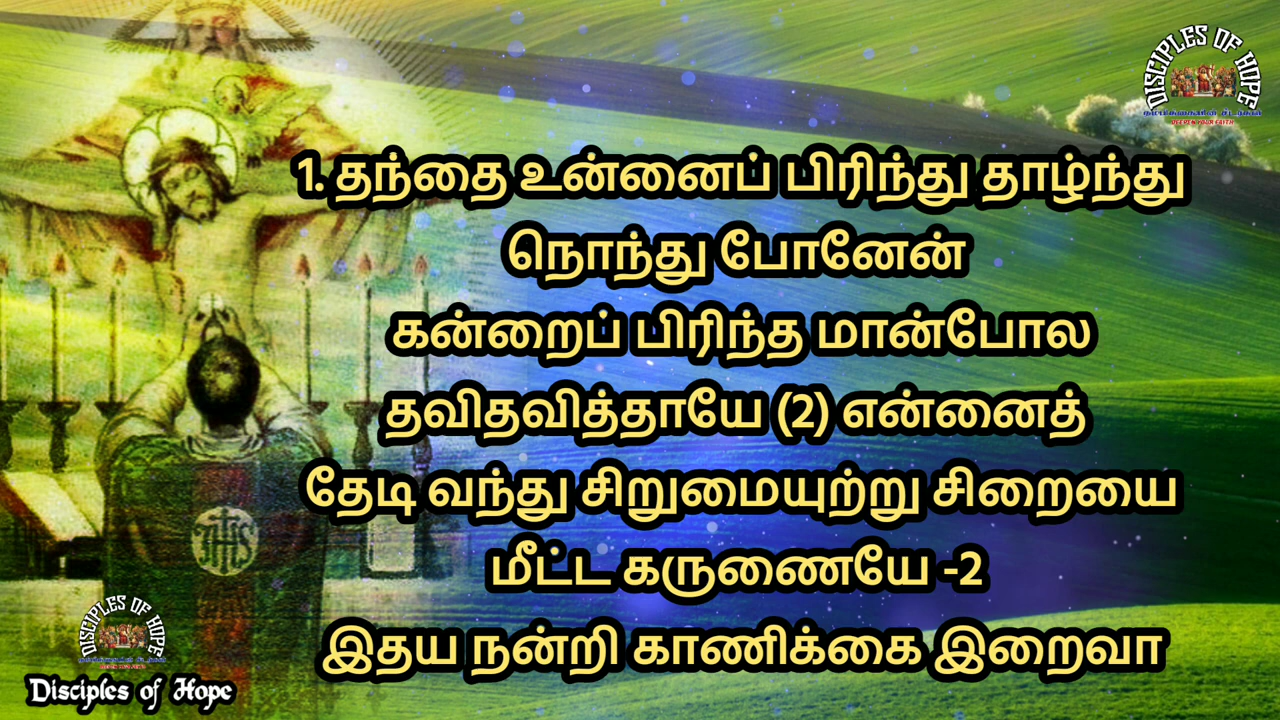 DISCIPLES OF HOPE
1. தந்தை உன்னைப் பிரிந்து தாழ்ந்து
நொந்து போனேன்
கன்றைப் பிரிந்த மான்போல
தவிதவித்தாயே (2) என்னைத்
தேடி வந்து சிறுமையுற்று சிறையை
மீட்ட கருணையே -2
இதய நன்றி காணிக்கை இறைவா
IHS
DISCIPLES OF HOPE
Disciples of Hope